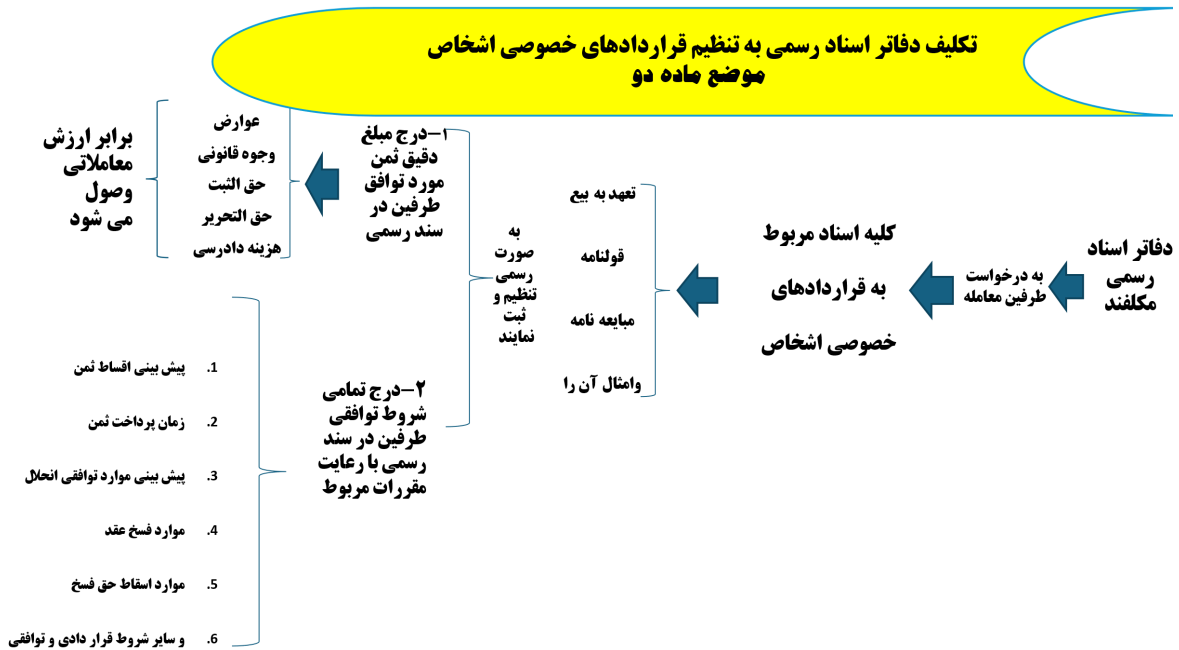 تکلیف دفاتر اسناد رسمی به تنظیم قراردادهای خصوصی اشخاص
موضع ماده دو
دفاتر اسناد
رسمی
مکلفند
به درخواست
طرفین معامله
کلیه اسناد مربوط
به قراردادهای
خصوصی اشخاص
تعهد به بیع
قولنامه
مبایعه نامه
وامثال آن را
به
صورت
رسمی
تنظیم و
ثبت
نمایند
۱-درج مبلغ
دقیق ثمن
مورد توافق
طرفین در
سند رسمی
عوارض
وجوه قانونی
حق الثبت
حق التحریر
هزینه دادرسی
برابر ارزش
معاملاتی
وصول
می شود
۲-درج تمامی
شروط توافقی
طرفین در سند
رسمی با رعایت
مقررات مربوط
1. پیش بینی اقساط ثمن
2. زمان پرداخت ثمن
3. پیش بینی موارد توافقی انحلال
4. موارد فسخ عقد
5. موارد اسقاط حق فسخ
6. و سایر شروط قرار دادی و توافقی